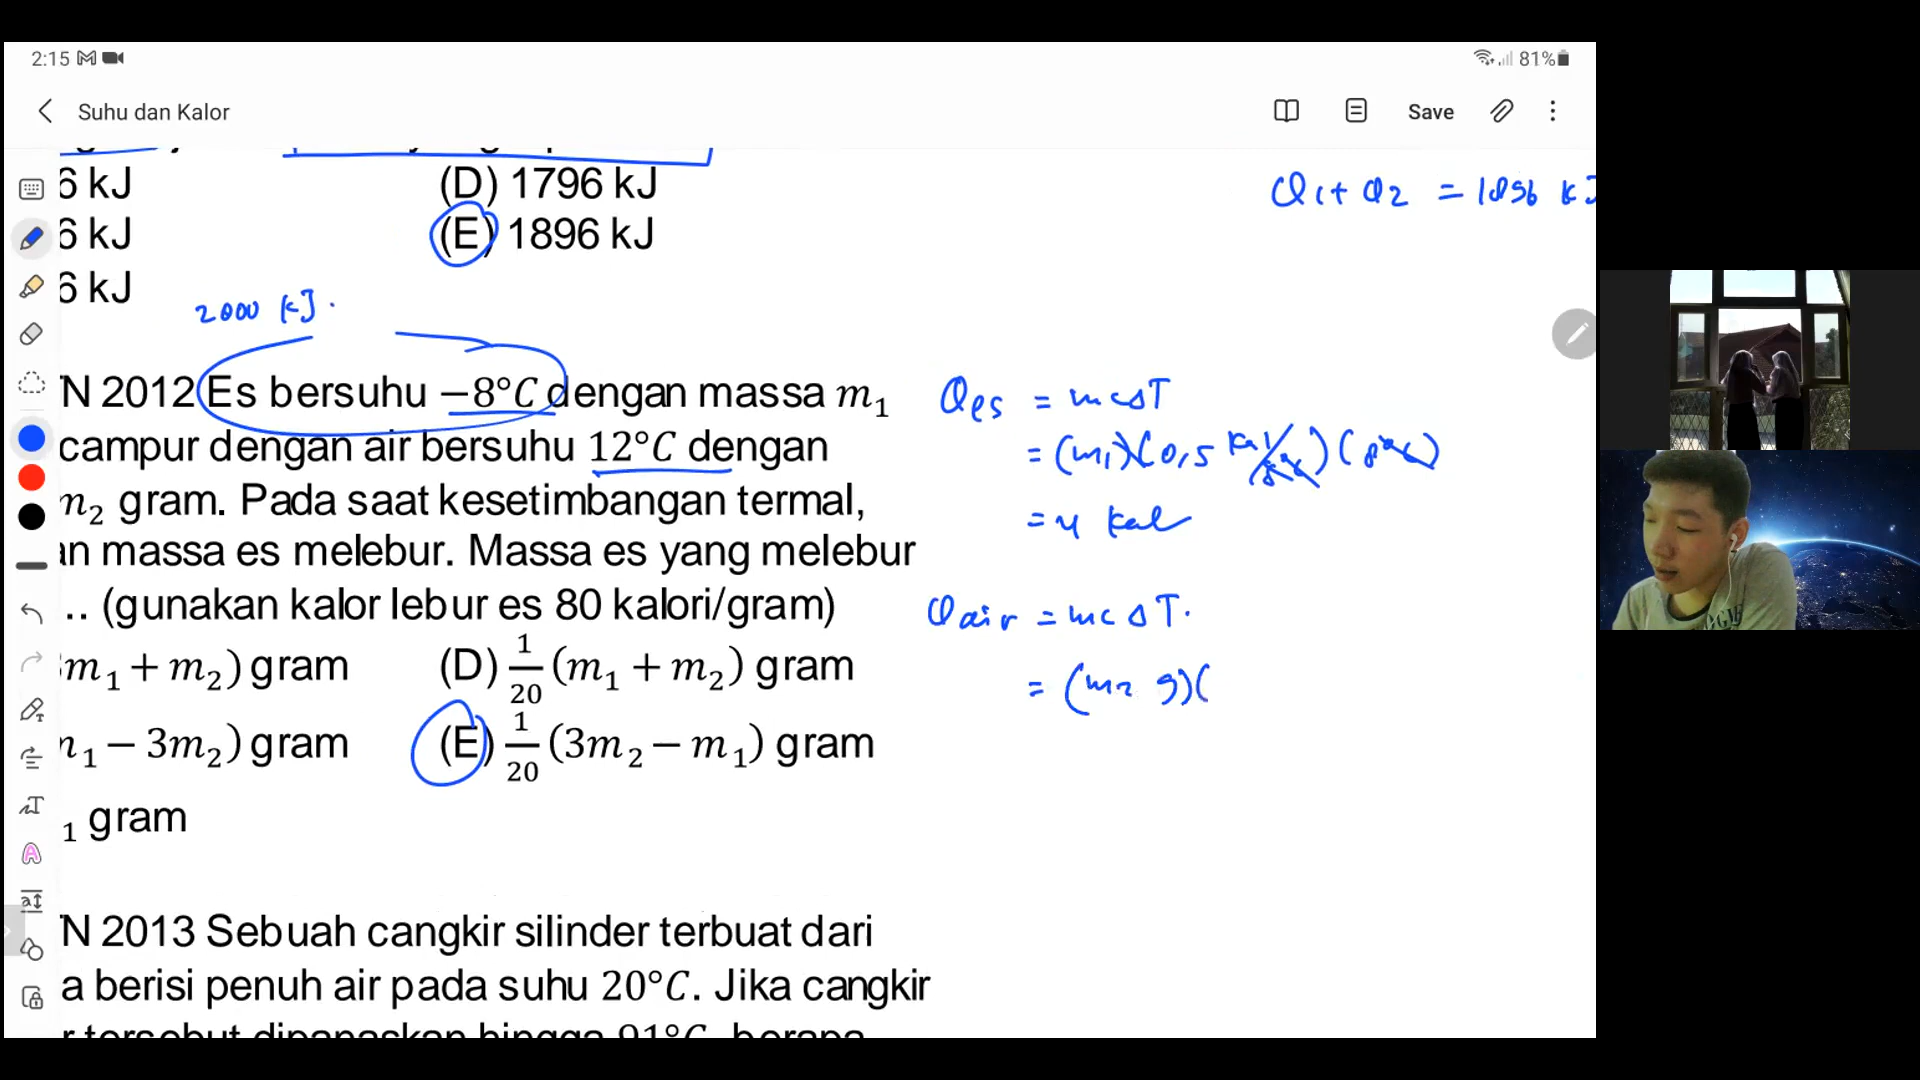 2:15 81%
Suhu dan Kalor Save
6 kJ (D) 1796 kJ
6 kJ (E) 1896 kJ
6 kJ
Q1 + Q2 = 1896 kJ
2000 kJ.
N 2012 Es bersuhu −8°C dengan massa m₁
campur dengan air bersuhu 12°C dengan
m₂ gram. Pada saat kesetimbangan termal,
an massa es melebur. Massa es yang melebur
.. (gunakan kalor lebur es 80 kalori/gram)
m₁ + m₂) gram (D) 1/20 (m₁ + m₂) gram
m₁ − 3m₂) gram (E) 1/20 (3m₂ − m₁) gram
₁ gram
Qes = mcΔT
= (m₁)(0,5 kal/g°C)(8°C)
= 4 kal
Qair = mcΔT.
= (m₂ g)(
N 2013 Sebuah cangkir silinder terbuat dari
a berisi penuh air pada suhu 20°C. Jika cangkir
r tersebut dipanaskan hingga 91°C, berapa